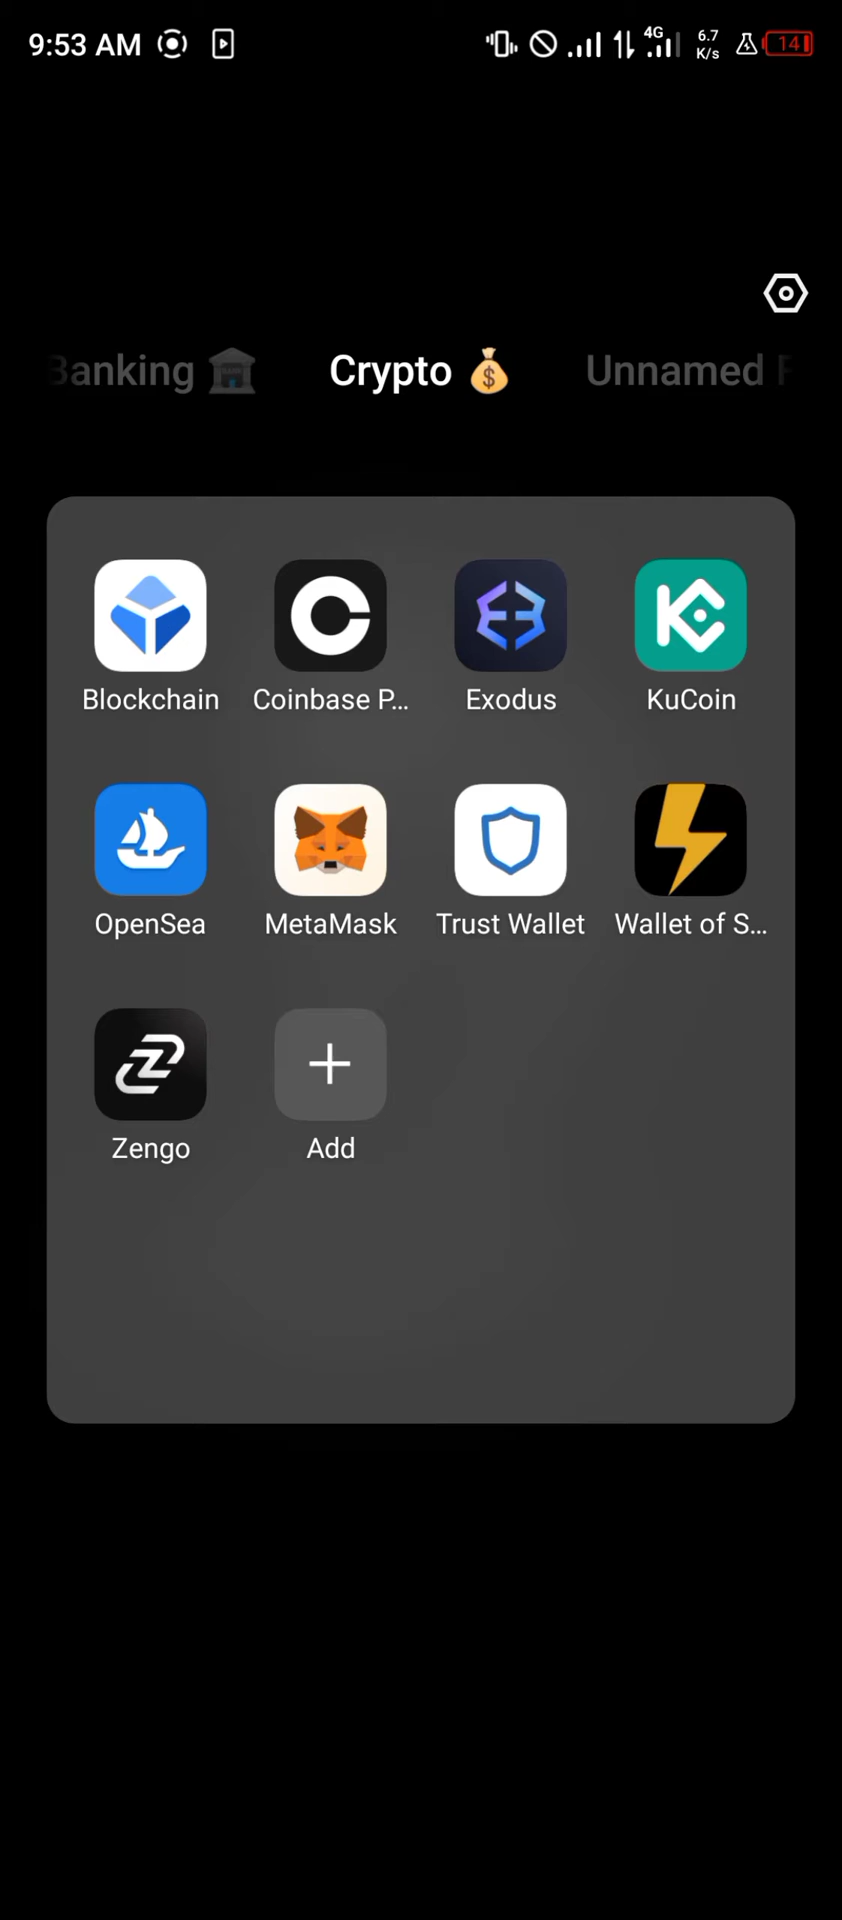 9:53 AM 4G 6.7 K/s 14
Banking 🏦 Crypto 💰 Unnamed F
Blockchain Coinbase P... Exodus KuCoin
OpenSea MetaMask Trust Wallet Wallet of S...
Zengo Add